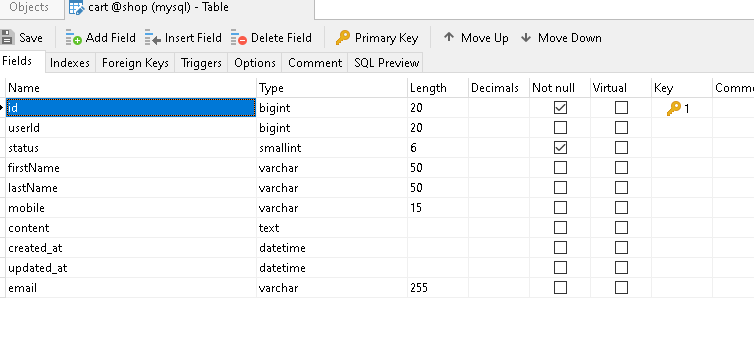 Objects cart @shop (mysql) - Table
Save Add Field Insert Field Delete Field Primary Key Move Up Move Down
Fields Indexes Foreign Keys Triggers Options Comment SQL Preview
Name Type Length Decimals Not null Virtual Key Comme
id bigint 20 1
userId bigint 20
status smallint 6
firstName varchar 50
lastName varchar 50
mobile varchar 15
content text
created_at datetime
updated_at datetime
email varchar 255